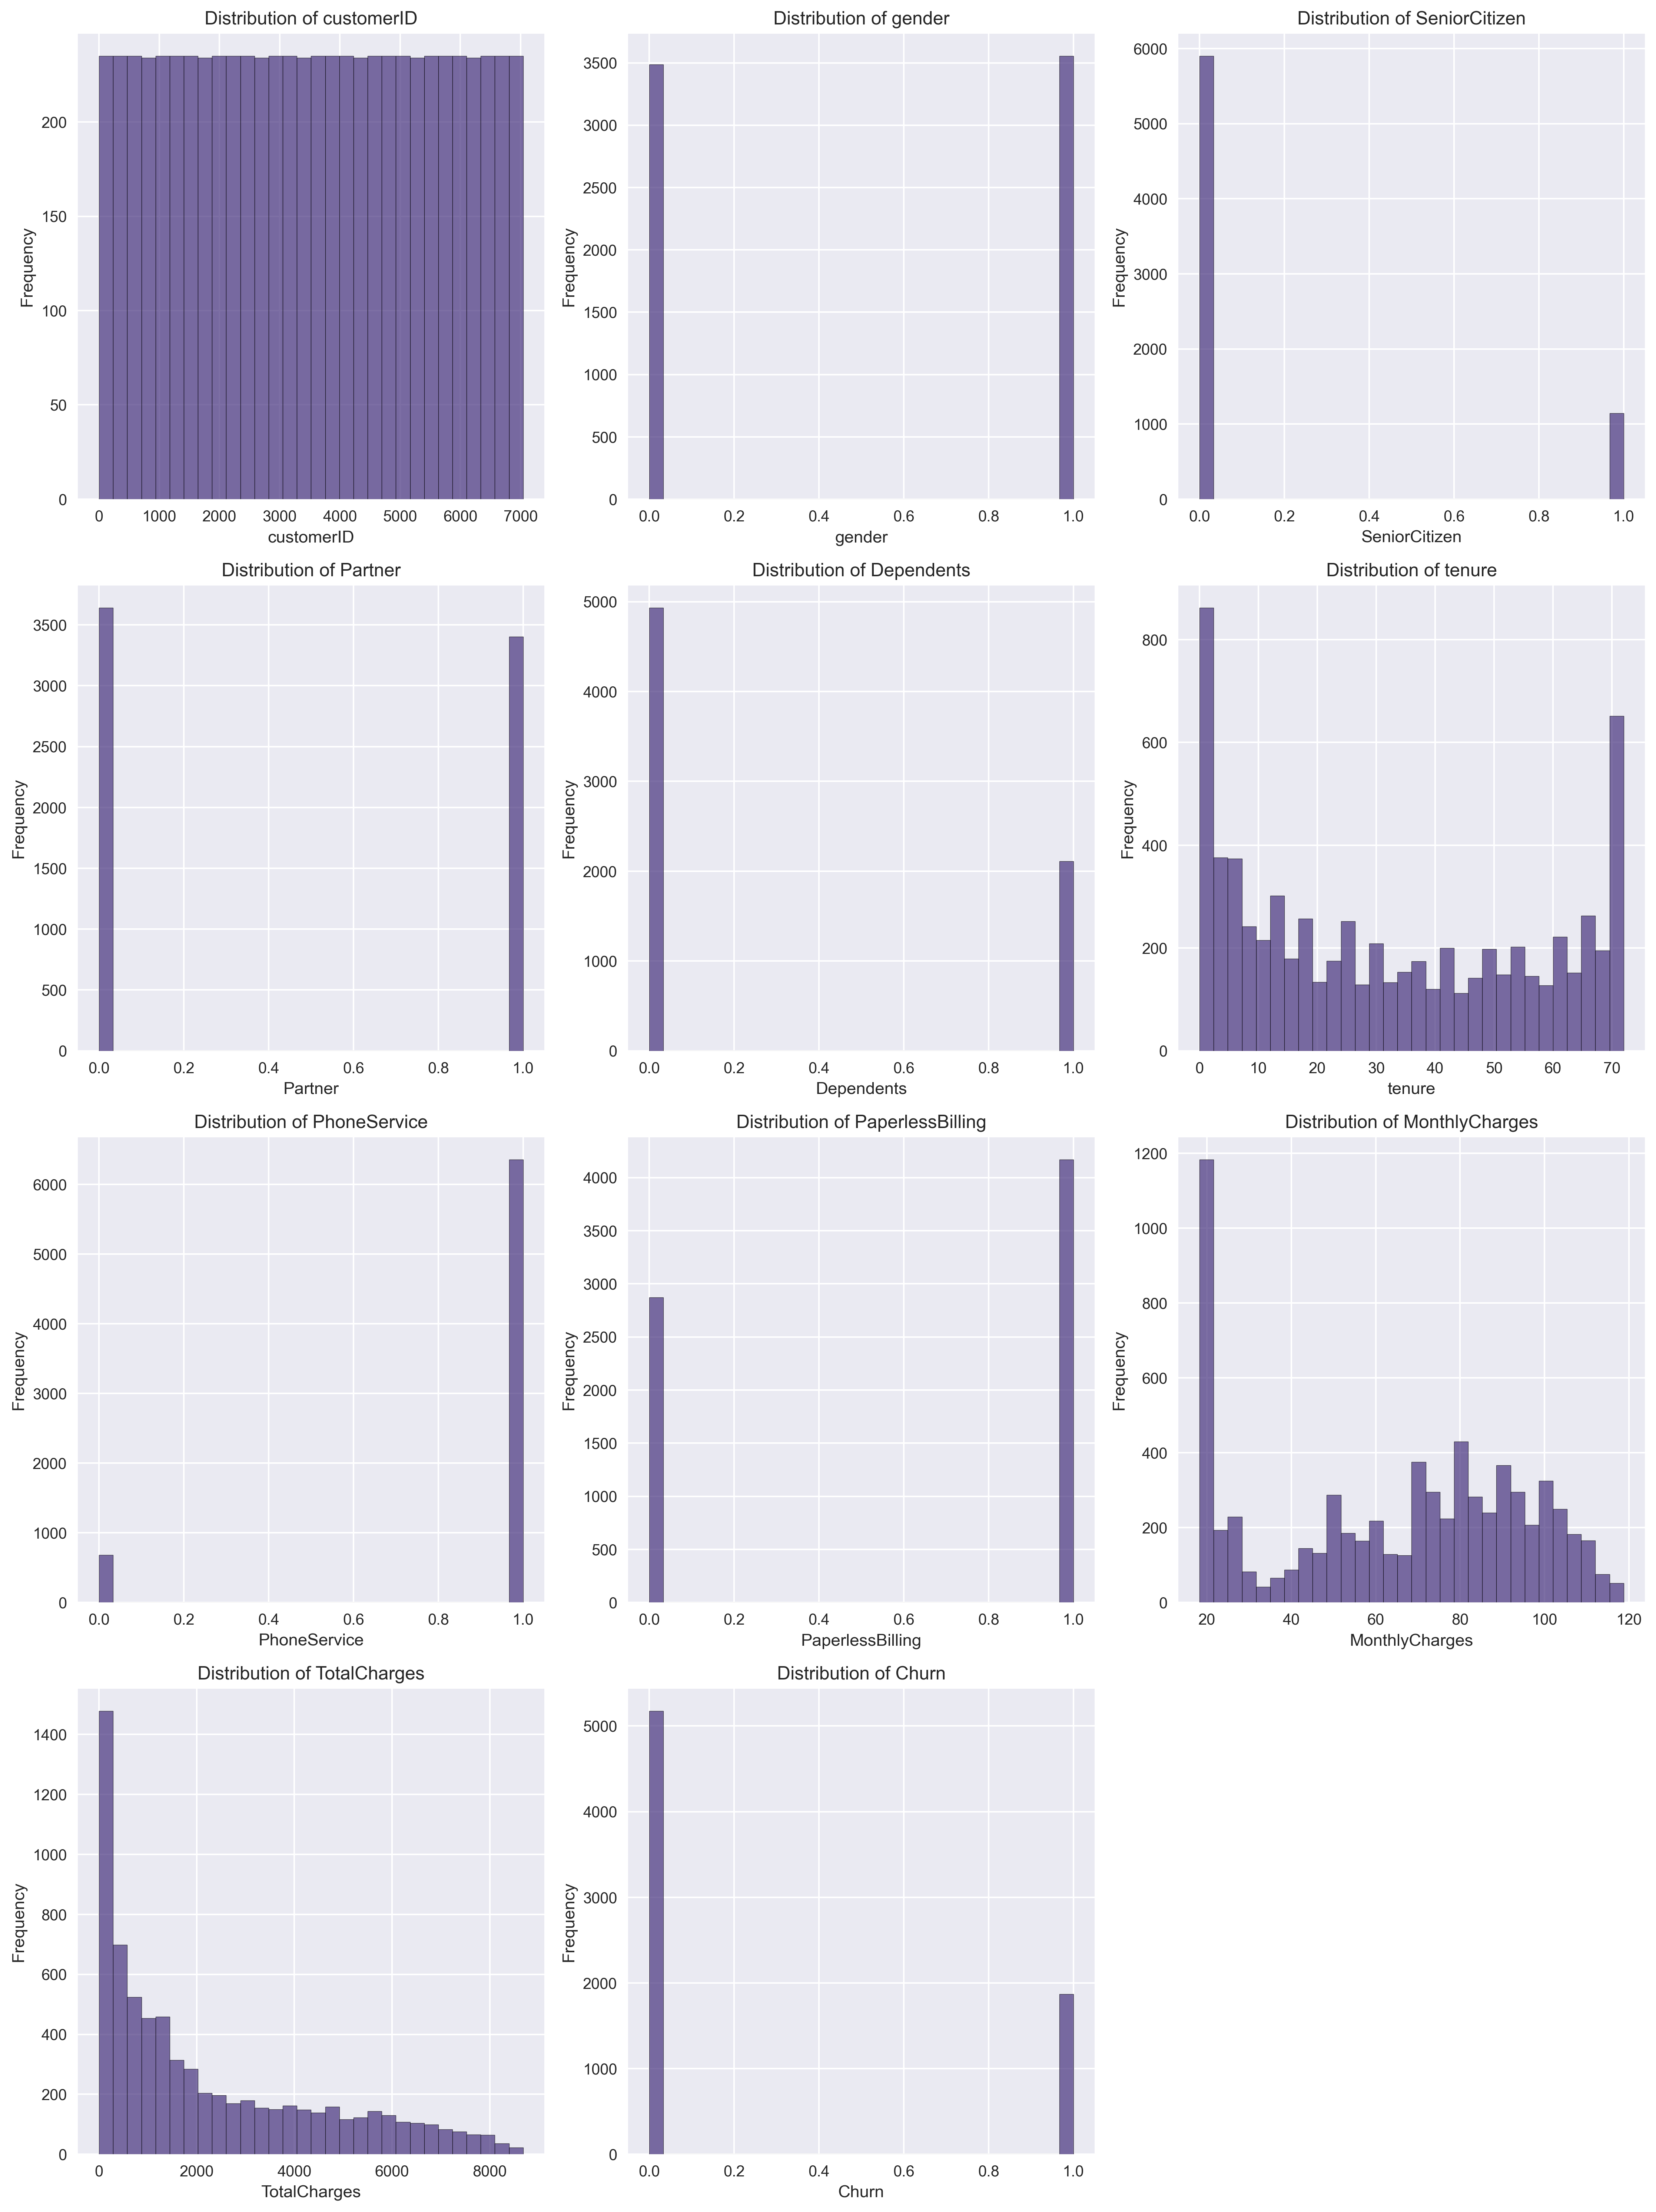 Distribution of customerID
Frequency
200
150
100
50
0
0 1000 2000 3000 4000 5000 6000 7000
customerID
Distribution of gender
Frequency
3500
3000
2500
2000
1500
1000
500
0
0.0 0.2 0.4 0.6 0.8 1.0
gender
Distribution of SeniorCitizen
Frequency
6000
5000
4000
3000
2000
1000
0
0.0 0.2 0.4 0.6 0.8 1.0
SeniorCitizen
Distribution of Partner
Frequency
3500
3000
2500
2000
1500
1000
500
0
0.0 0.2 0.4 0.6 0.8 1.0
Partner
Distribution of Dependents
Frequency
5000
4000
3000
2000
1000
0
0.0 0.2 0.4 0.6 0.8 1.0
Dependents
Distribution of tenure
Frequency
800
600
400
200
0
0 10 20 30 40 50 60 70
tenure
Distribution of PhoneService
Frequency
6000
5000
4000
3000
2000
1000
0
0.0 0.2 0.4 0.6 0.8 1.0
PhoneService
Distribution of PaperlessBilling
Frequency
4000
3500
3000
2500
2000
1500
1000
500
0
0.0 0.2 0.4 0.6 0.8 1.0
PaperlessBilling
Distribution of MonthlyCharges
Frequency
1200
1000
800
600
400
200
0
20 40 60 80 100 120
MonthlyCharges
Distribution of TotalCharges
Frequency
1400
1200
1000
800
600
400
200
0
0 2000 4000 6000 8000
TotalCharges
Distribution of Churn
Frequency
5000
4000
3000
2000
1000
0
0.0 0.2 0.4 0.6 0.8 1.0
Churn